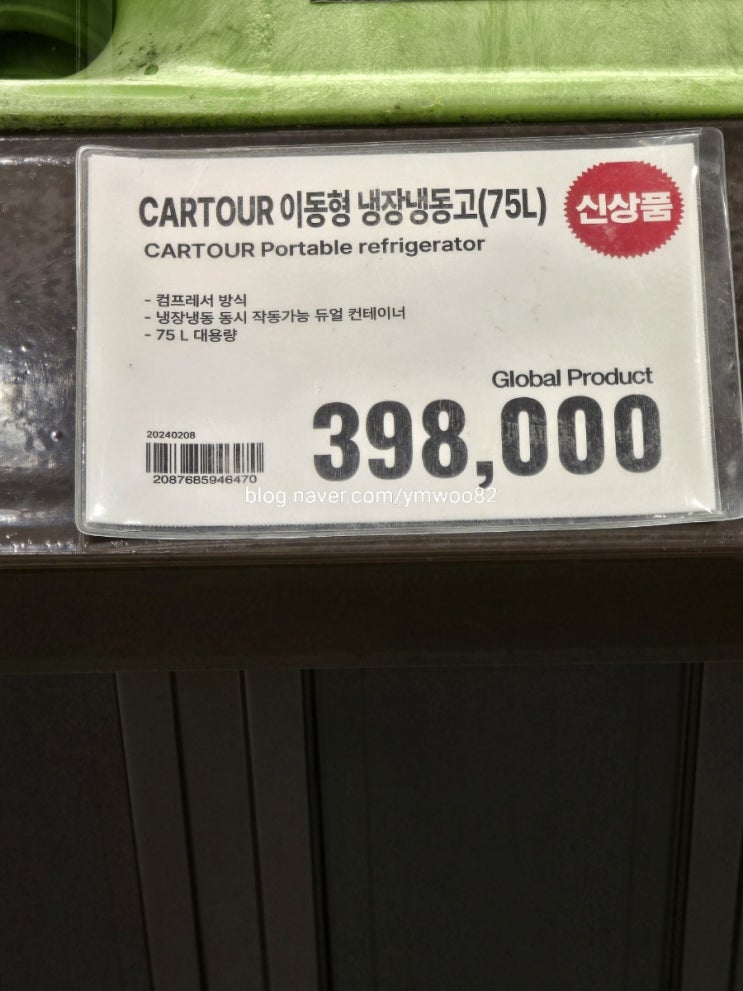 CARTOUR 이동형 냉장냉동고(75L)
신상품
CARTOUR Portable refrigerator
- 컴프레서 방식
- 냉장냉동 동시 작동가능 듀얼 컨테이너
- 75 L 대용량
Global Product
398,000
20240208
2087685946470
blog.naver.com/ymwoo82